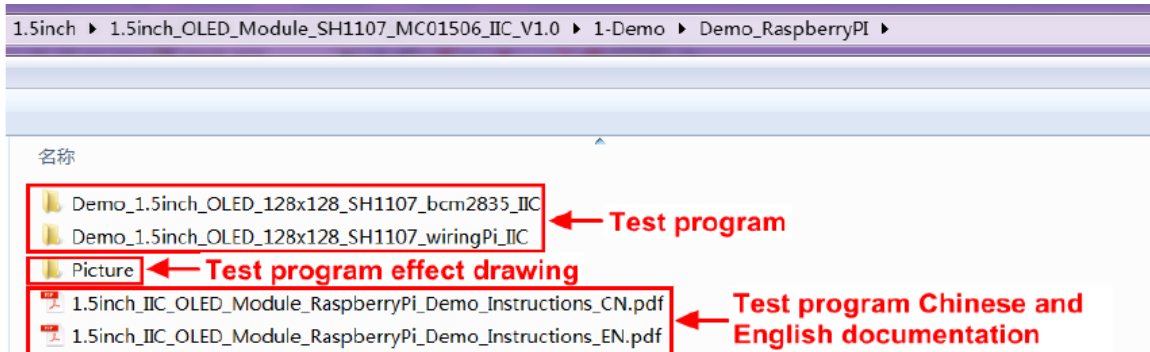 1.5inch ▸ 1.5inch_OLED_Module_SH1107_MC01506_IIC_V1.0 ▸ 1-Demo ▸ Demo_RaspberryPI ▸
名称
Demo_1.5inch_OLED_128x128_SH1107_bcm2835_IIC
Demo_1.5inch_OLED_128x128_SH1107_wiringPi_IIC
Test program
Picture
Test program effect drawing
1.5inch_IIC_OLED_Module_RaspberryPi_Demo_Instructions_CN.pdf
1.5inch_IIC_OLED_Module_RaspberryPi_Demo_Instructions_EN.pdf
Test program Chinese and
English documentation